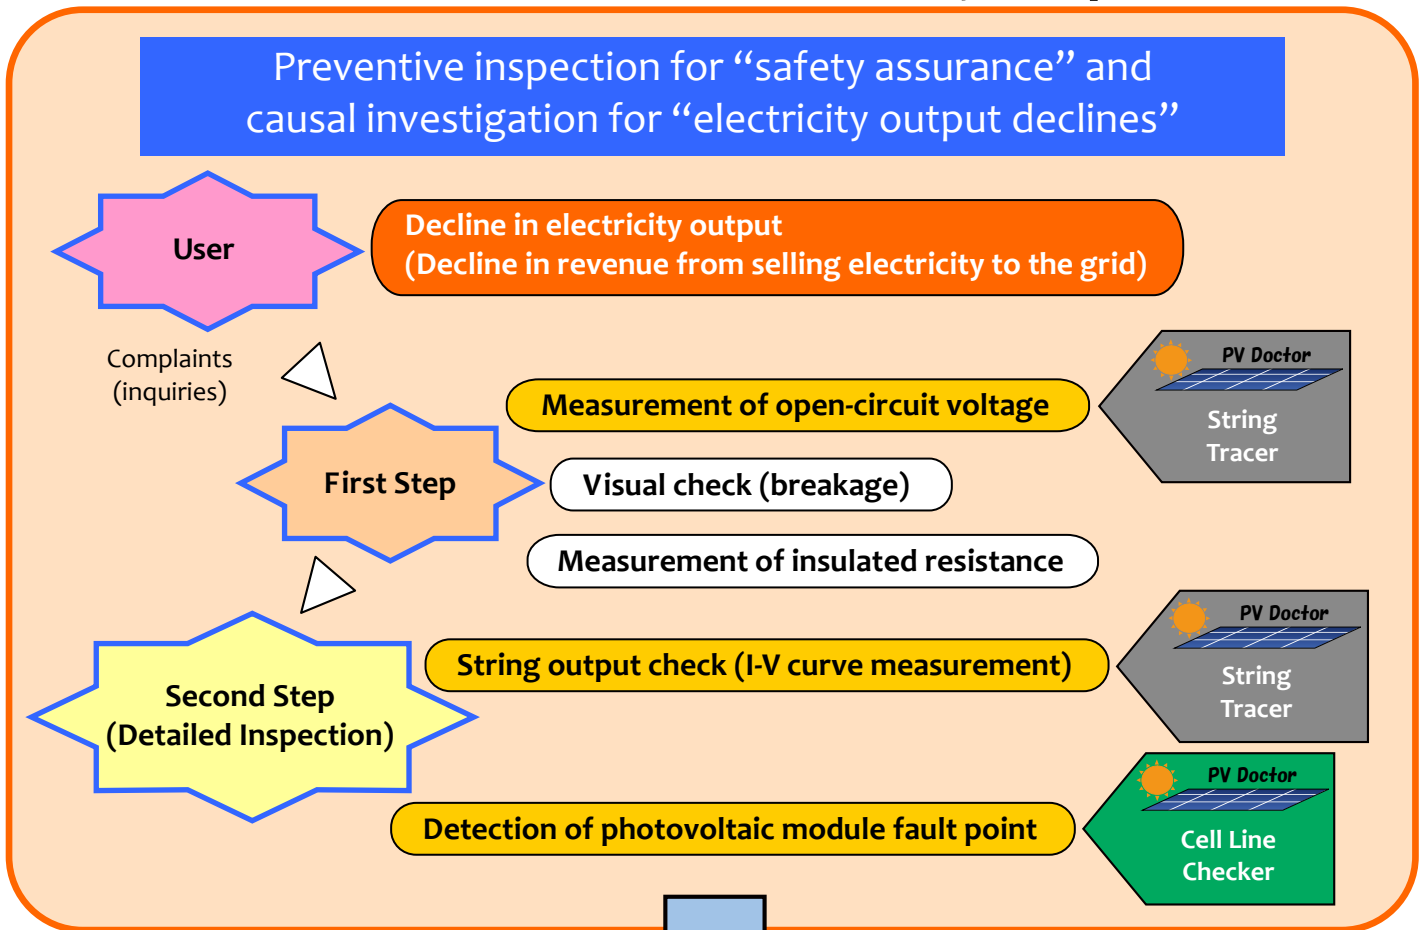 Preventive inspection for “safety assurance” and
causal investigation for “electricity output declines”
User
Decline in electricity output
(Decline in revenue from selling electricity to the grid)
Complaints
(inquiries)
PV Doctor
String
Tracer
Measurement of open-circuit voltage
First Step
Visual check (breakage)
Measurement of insulated resistance
PV Doctor
String
Tracer
String output check (I-V curve measurement)
Second Step
(Detailed Inspection)
PV Doctor
Cell Line
Checker
Detection of photovoltaic module fault point